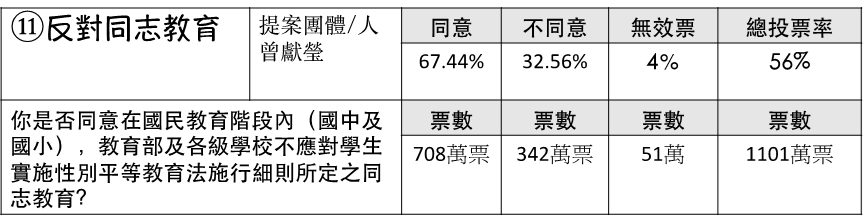 ⑪反對同志教育
提案團體/人
曾獻瑩
同意 不同意 無效票 總投票率
67.44% 32.56% 4% 56%
你是否同意在國民教育階段內（國中及
國小），教育部及各級學校不應對學生
實施性別平等教育法施行細則所定之同
志教育?
票數 票數 票數 票數
708萬票 342萬票 51萬 1101萬票